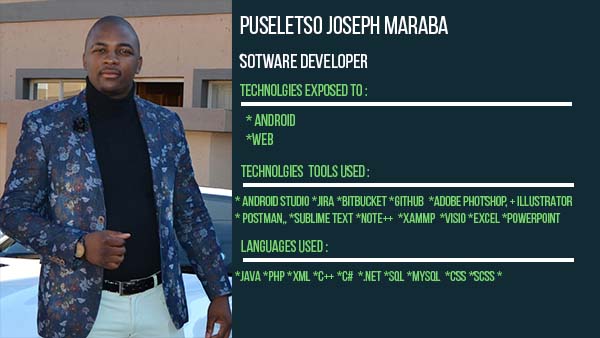 PUSELETSO JOSEPH MARABA
SOTWARE DEVELOPER
TECHNOLGIES EXPOSED TO :
* ANDROID
*WEB
TECHNOLGIES TOOLS USED :
* ANDROID STUDIO *JIRA *BITBUCKET *GITHUB *ADOBE PHOTSHOP, + ILLUSTRATOR
* POSTMAN,, *SUBLIME TEXT *NOTE++ *XAMMP *VISIO *EXCEL *POWERPOINT
LANGUAGES USED :
*JAVA *PHP *XML *C++ *C# *.NET *SQL *MYSQL *CSS *SCSS *